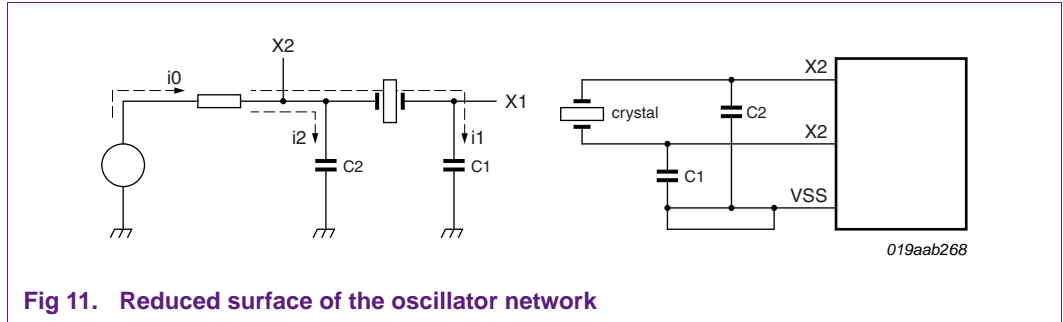 X2
i0
X1
i2
C2
i1
C1
X2
crystal
C2
X2
C1
VSS
019aab268
Fig 11. Reduced surface of the oscillator network